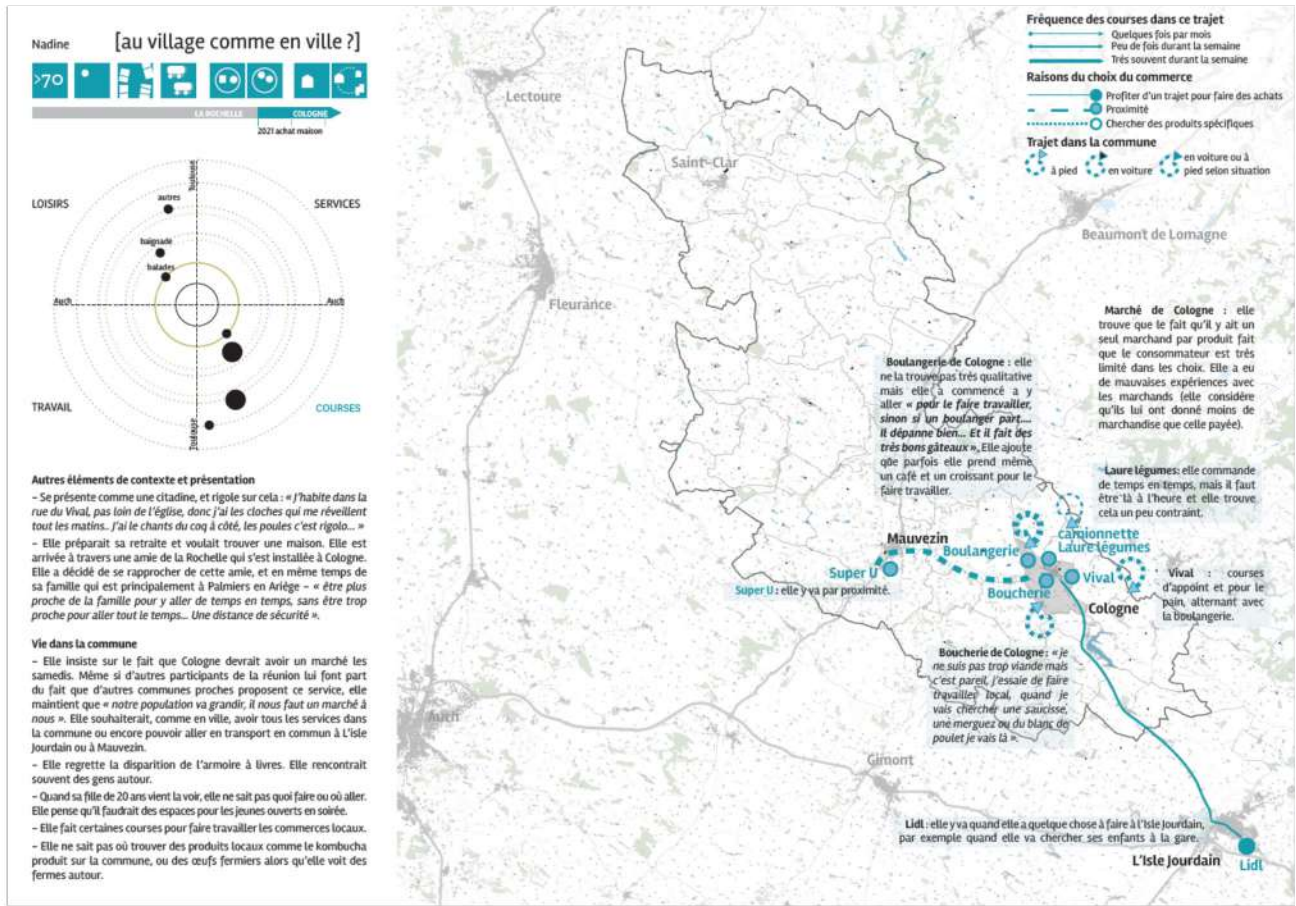 Nadine
[au village comme en ville ?]
>70
LA ROCHELLE
COLOGNE
2021 achat maison
Toulouse
LOISIRS
SERVICES
autres
baignade
balades
Auch
Auch
TRAVAIL
COURSES
Toulouse
Autres éléments de contexte et présentation
– Se présente comme une citadine, et rigole sur cela : « J'habite dans la
rue du Vival, pas loin de l'église, donc j'ai les cloches qui me réveillent
tout les matins.. J'ai le chants du coq à côté, les poules c'est rigolo... »
– Elle préparait sa retraite et voulait trouver une maison. Elle est
arrivée à travers une amie de la Rochelle qui s'est installée à Cologne.
Elle a décidé de se rapprocher de cette amie, et en même temps de
sa famille qui est principalement à Palmiers en Ariége – « être plus
proche de la famille pour y aller de temps en temps, sans être trop
proche pour aller tout le temps... Une distance de sécurité ».
Vie dans la commune
– Elle insiste sur le fait que Cologne devrait avoir un marché les
samedis. Même si d'autres participants de la réunion lui font part
du fait que d'autres communes proches proposent ce service, elle
maintient que « notre population va grandir, il nous faut un marché à
nous ». Elle souhaiterait, comme en ville, avoir tous les services dans
la commune ou encore pouvoir aller en transport en commun à L'isle
Jourdain ou à Mauvezin.
– Elle regrette la disparition de l'armoire à livres. Elle rencontrait
souvent des gens autour.
– Quand sa fille de 20 ans vient la voir, elle ne sait pas quoi faire ou où aller.
Elle pense qu'il faudrait des espaces pour les jeunes ouverts en soirée.
– Elle fait certaines courses pour faire travailler les commerces locaux.
– Elle ne sait pas où trouver des produits locaux comme le kombucha
produit sur la commune, ou des œufs fermiers alors qu'elle voit des
fermes autour.
Fréquence des courses dans ce trajet
Quelques fois par mois
Peu de fois durant la semaine
Trés souvent durant la semaine
Raisons du choix du commerce
Profiter d'un trajet pour faire des achats
Proximité
Chercher des produits spécifiques
Trajet dans la commune
à pied
en voiture
en voiture ou à
pied selon situation
Lectoure
Saint-Clar
Beaumont de Lomagne
Fleurance
Marché de Cologne : elle
trouve que le fait qu'il y ait un
seul marchand par produit fait
que le consommateur est très
limité dans les choix. Elle a eu
de mauvaises expériences avec
les marchands (elle considére
qu'ils lui ont donné moins de
marchandise que celle payée).
Boulangerie de Cologne : elle
ne la trouve pas très qualitative
mais elle a commencé a y
aller « pour le faire travailler,
sinon si un boulanger part....
Il dépanne bien... Et il fait des
très bons gâteaux ». Elle ajoute
que parfois elle prend même
un café et un croissant pour le
faire travailler.
Laure légumes: elle commande
de temps en temps, mais il faut
être là à l'heure et elle trouve
cela un peu contraint.
Mauvezin
Boulangerie
camionnette
Laure légumes
Super U
Vival
Boucherie
Cologne
Super U : elle y va par proximité.
Vival : courses
d'appoint et pour le
pain, alternant avec
la boulangerie.
Boucherie de Cologne : « je
ne suis pas trop viande mais
c'est pareil, j'essaie de faire
travailler local, quand je
vais chercher une saucisse,
une merguez ou du blanc de
poulet je vais là ».
Auch
Gimont
Lidl : elle y va quand elle a quelque chose à faire à l'Isle Jourdain,
par exemple quand elle va chercher ses enfants à la gare.
L'Isle Jourdain
Lidl